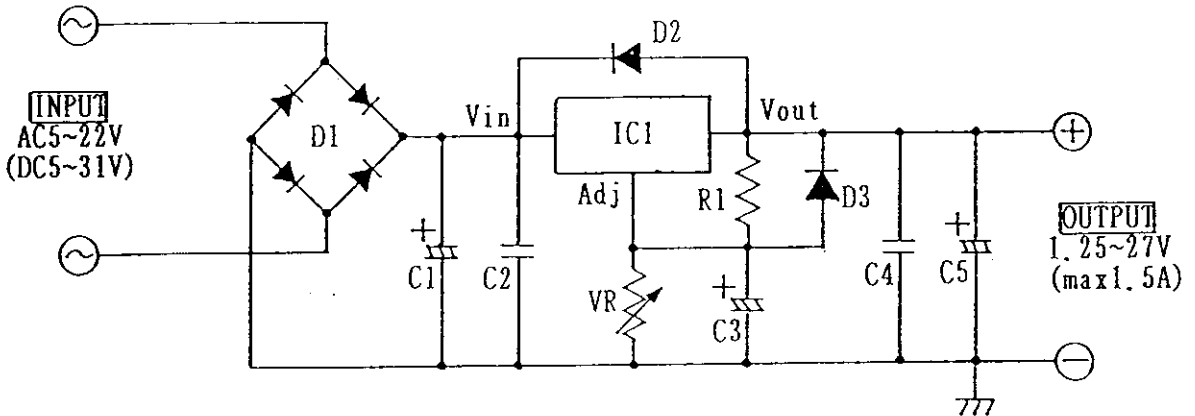 INPUT
AC5~22V
(DC5~31V)
D1
Vin
D2
IC1
Adj
Vout
R1
D3
C1
C2
VR
C3
C4
C5
OUTPUT
1.25~27V
(max1.5A)